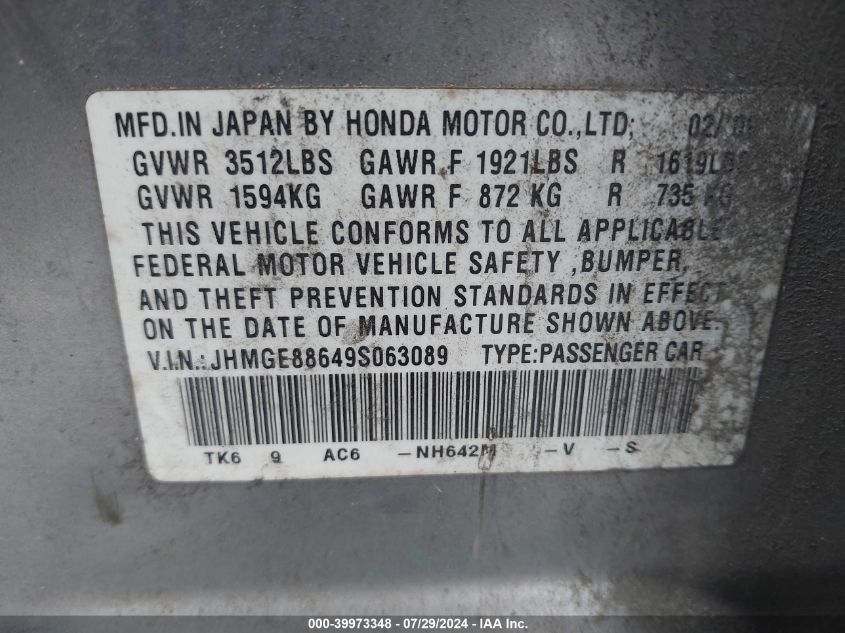 MFD.IN JAPAN BY HONDA MOTOR CO.,LTD; 02/
GVWR 3512LBS GAWR F 1921LBS R 1619LBS
GVWR 1594KG GAWR F 872 KG R 735 KG
THIS VEHICLE CONFORMS TO ALL APPLICABLE
FEDERAL MOTOR VEHICLE SAFETY ,BUMPER,
AND THEFT PREVENTION STANDARDS IN EFFECT
ON THE DATE OF MANUFACTURE SHOWN ABOVE.
V.I.N.: JHMGE88649S063089 TYPE:PASSENGER CAR
TK6 9 AC6 -NH642M -V -S
000-39973348 - 07/29/2024 - IAA Inc.